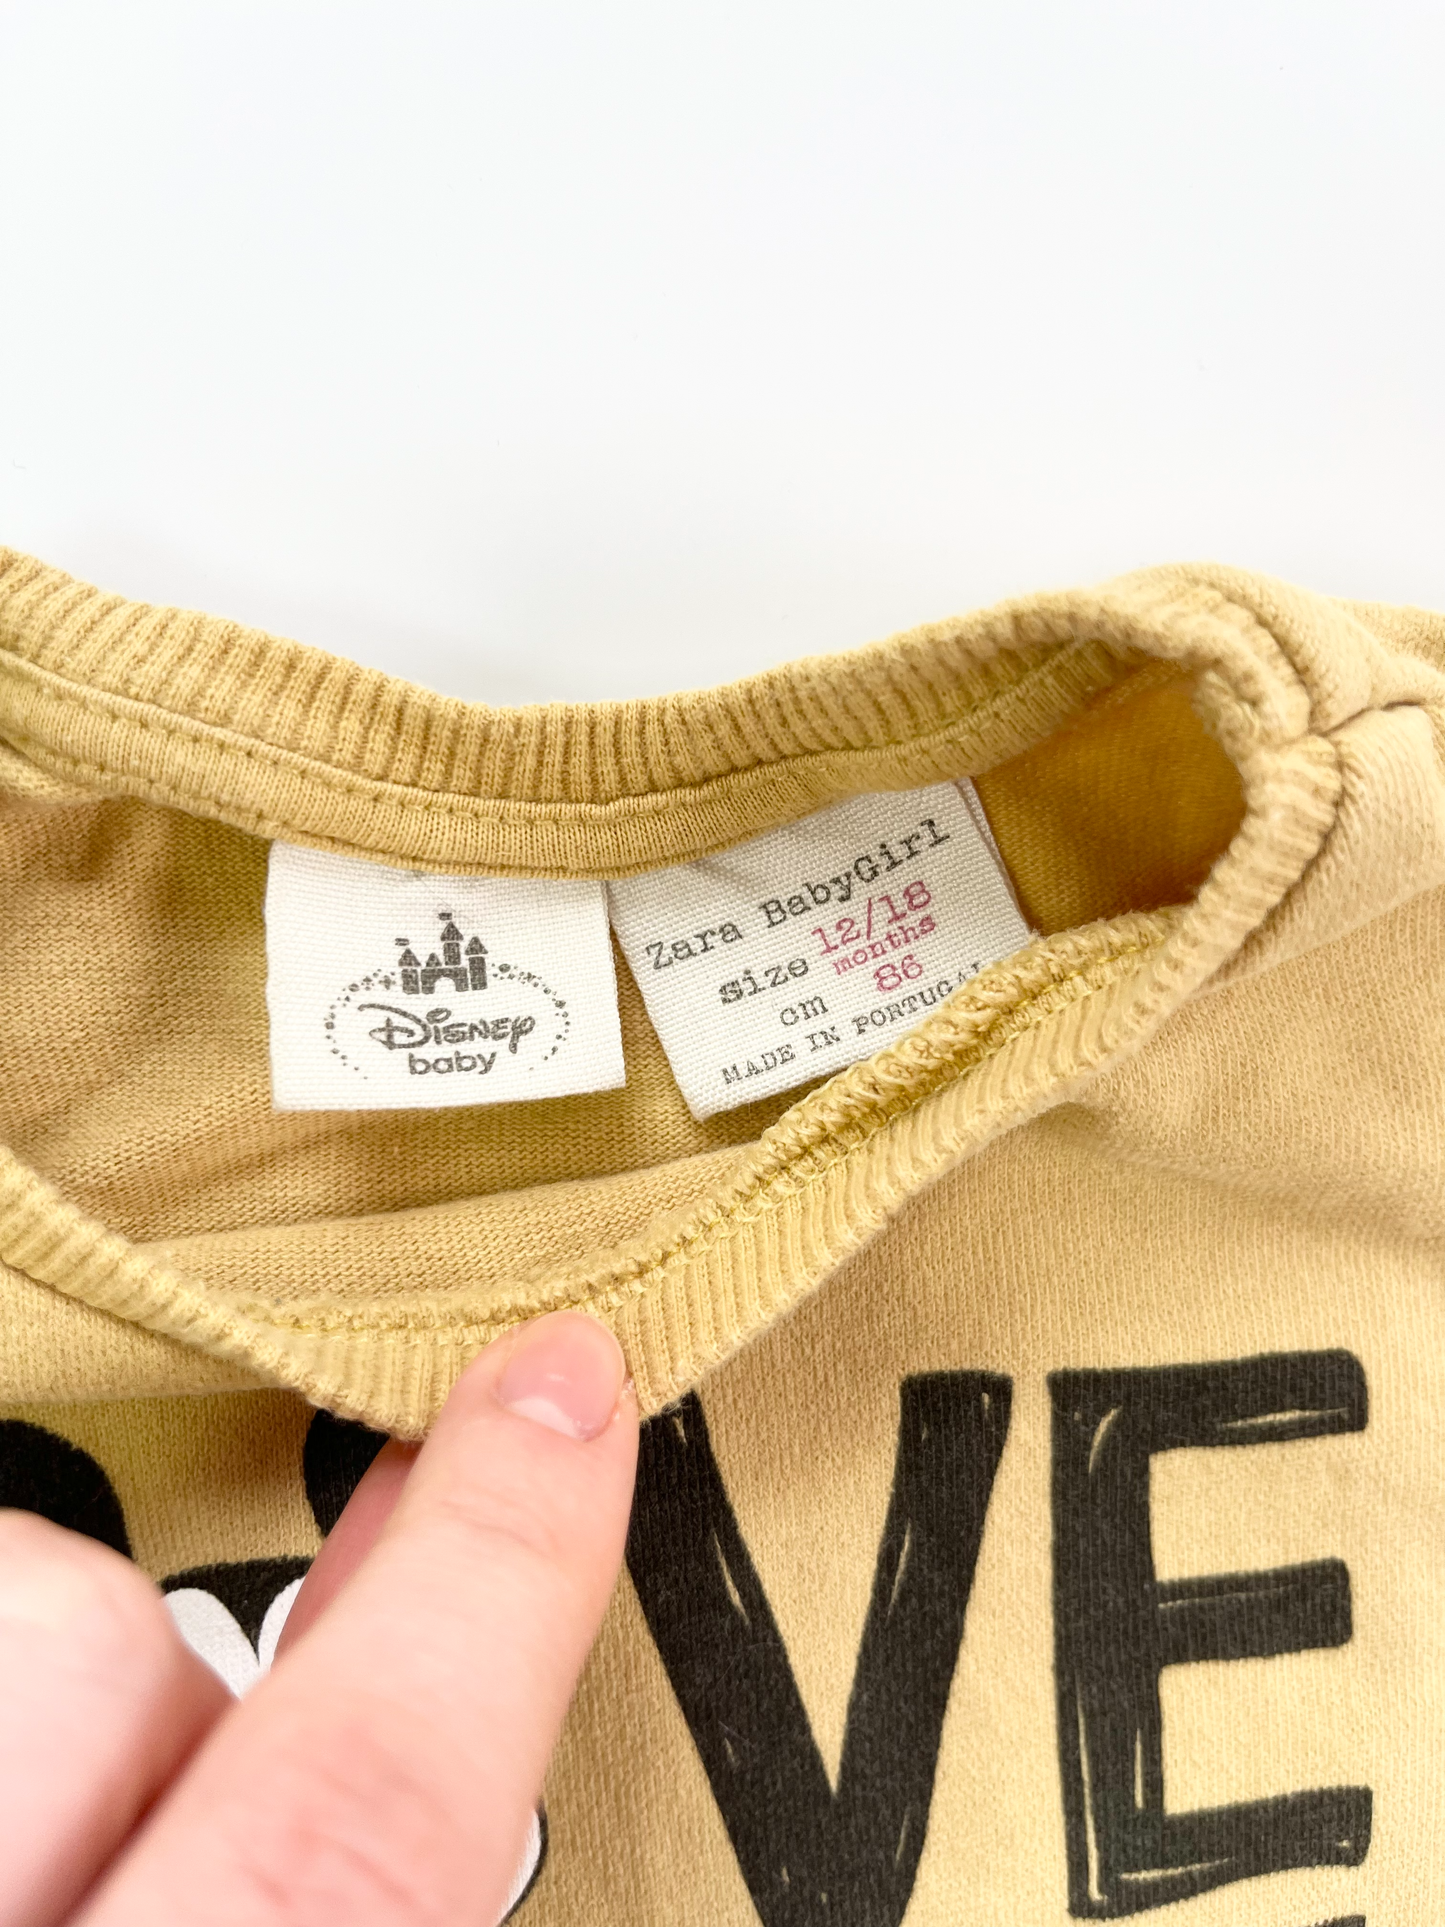 Disney
baby
Zara BabyGirl
size 12/18
months
cm 86
MADE IN PORTUGAL
VE